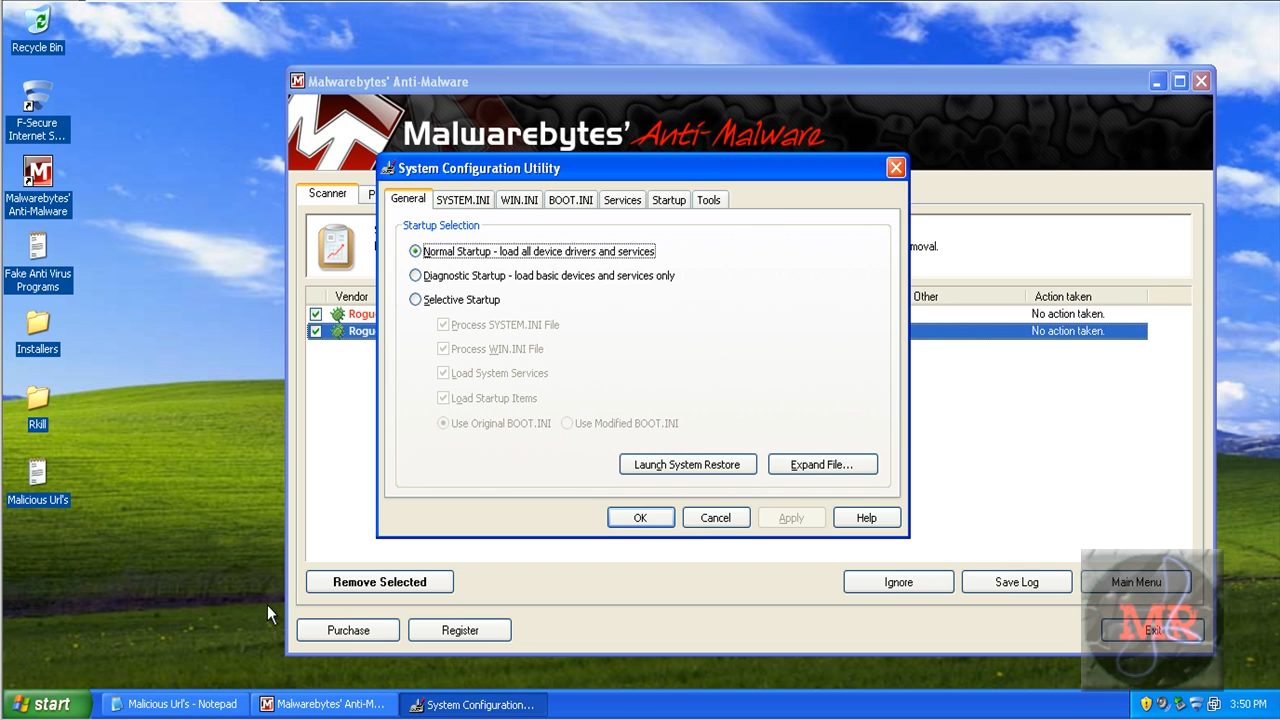 Recycle Bin
F-Secure
Internet S...
Malwarebytes'
Anti-Malware
Fake Anti Virus
Programs
Installers
Rkill
Malicious Url's
Malwarebytes' Anti-Malware
Malwarebytes' Anti-Malware
Scanner
System Configuration Utility
General SYSTEM.INI WIN.INI BOOT.INI Services Startup Tools
Startup Selection
Normal Startup - load all device drivers and services
Diagnostic Startup - load basic devices and services only
Selective Startup
Process SYSTEM.INI File
Process WIN.INI File
Load System Services
Load Startup Items
Use Original BOOT.INI Use Modified BOOT.INI
Launch System Restore Expand File...
OK Cancel Apply Help
Vendor Other Action taken
No action taken.
No action taken.
Remove Selected Ignore Save Log Main Menu
Purchase Register Exit
MR
start Malicious Url's - Notepad Malwarebytes' Anti-M... System Configuration... 3:50 PM